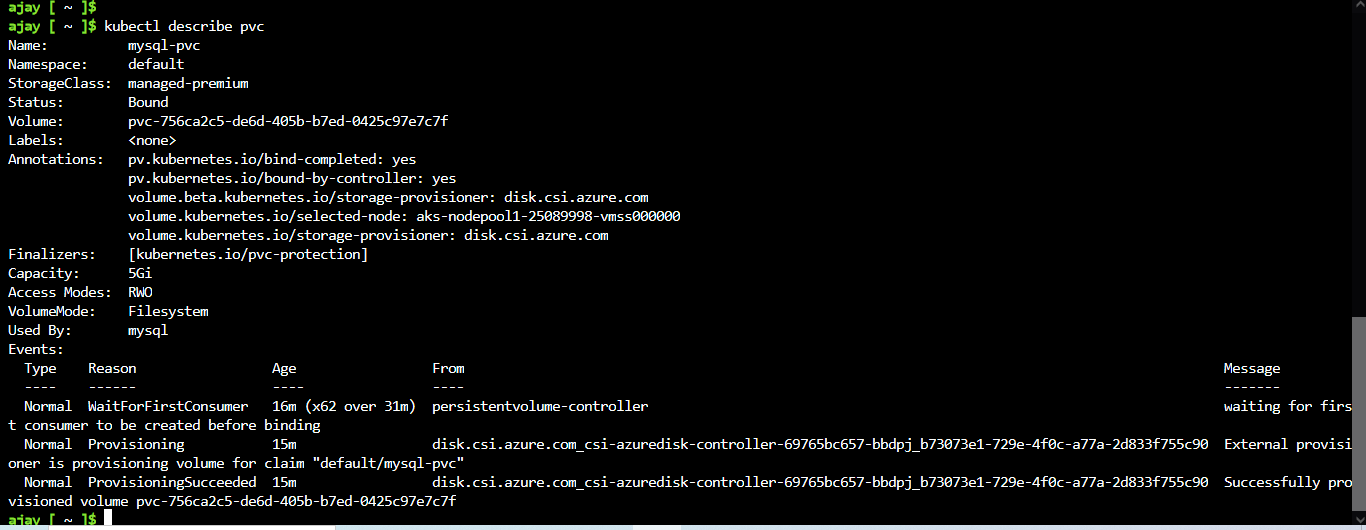 ajay [ ~ ]$
ajay [ ~ ]$ kubectl describe pvc
Name:          mysql-pvc
Namespace:     default
StorageClass:  managed-premium
Status:        Bound
Volume:        pvc-756ca2c5-de6d-405b-b7ed-0425c97e7c7f
Labels:        <none>
Annotations:   pv.kubernetes.io/bind-completed: yes
               pv.kubernetes.io/bound-by-controller: yes
               volume.beta.kubernetes.io/storage-provisioner: disk.csi.azure.com
               volume.kubernetes.io/selected-node: aks-nodepool1-25089998-vmss000000
               volume.kubernetes.io/storage-provisioner: disk.csi.azure.com
Finalizers:    [kubernetes.io/pvc-protection]
Capacity:      5Gi
Access Modes:  RWO
VolumeMode:    Filesystem
Used By:       mysql
Events:
  Type    Reason                 Age                 From                                                                                               Message
  ----    ------                 ----                ----                                                                                               -------
  Normal  WaitForFirstConsumer   16m (x62 over 31m)  persistentvolume-controller                                                                        waiting for firs
t consumer to be created before binding
  Normal  Provisioning           15m                 disk.csi.azure.com_csi-azuredisk-controller-69765bc657-bbdpj_b73073e1-729e-4f0c-a77a-2d833f755c90  External provisi
oner is provisioning volume for claim "default/mysql-pvc"
  Normal  ProvisioningSucceeded  15m                 disk.csi.azure.com_csi-azuredisk-controller-69765bc657-bbdpj_b73073e1-729e-4f0c-a77a-2d833f755c90  Successfully pro
visioned volume pvc-756ca2c5-de6d-405b-b7ed-0425c97e7c7f
ajay [ ~ ]$